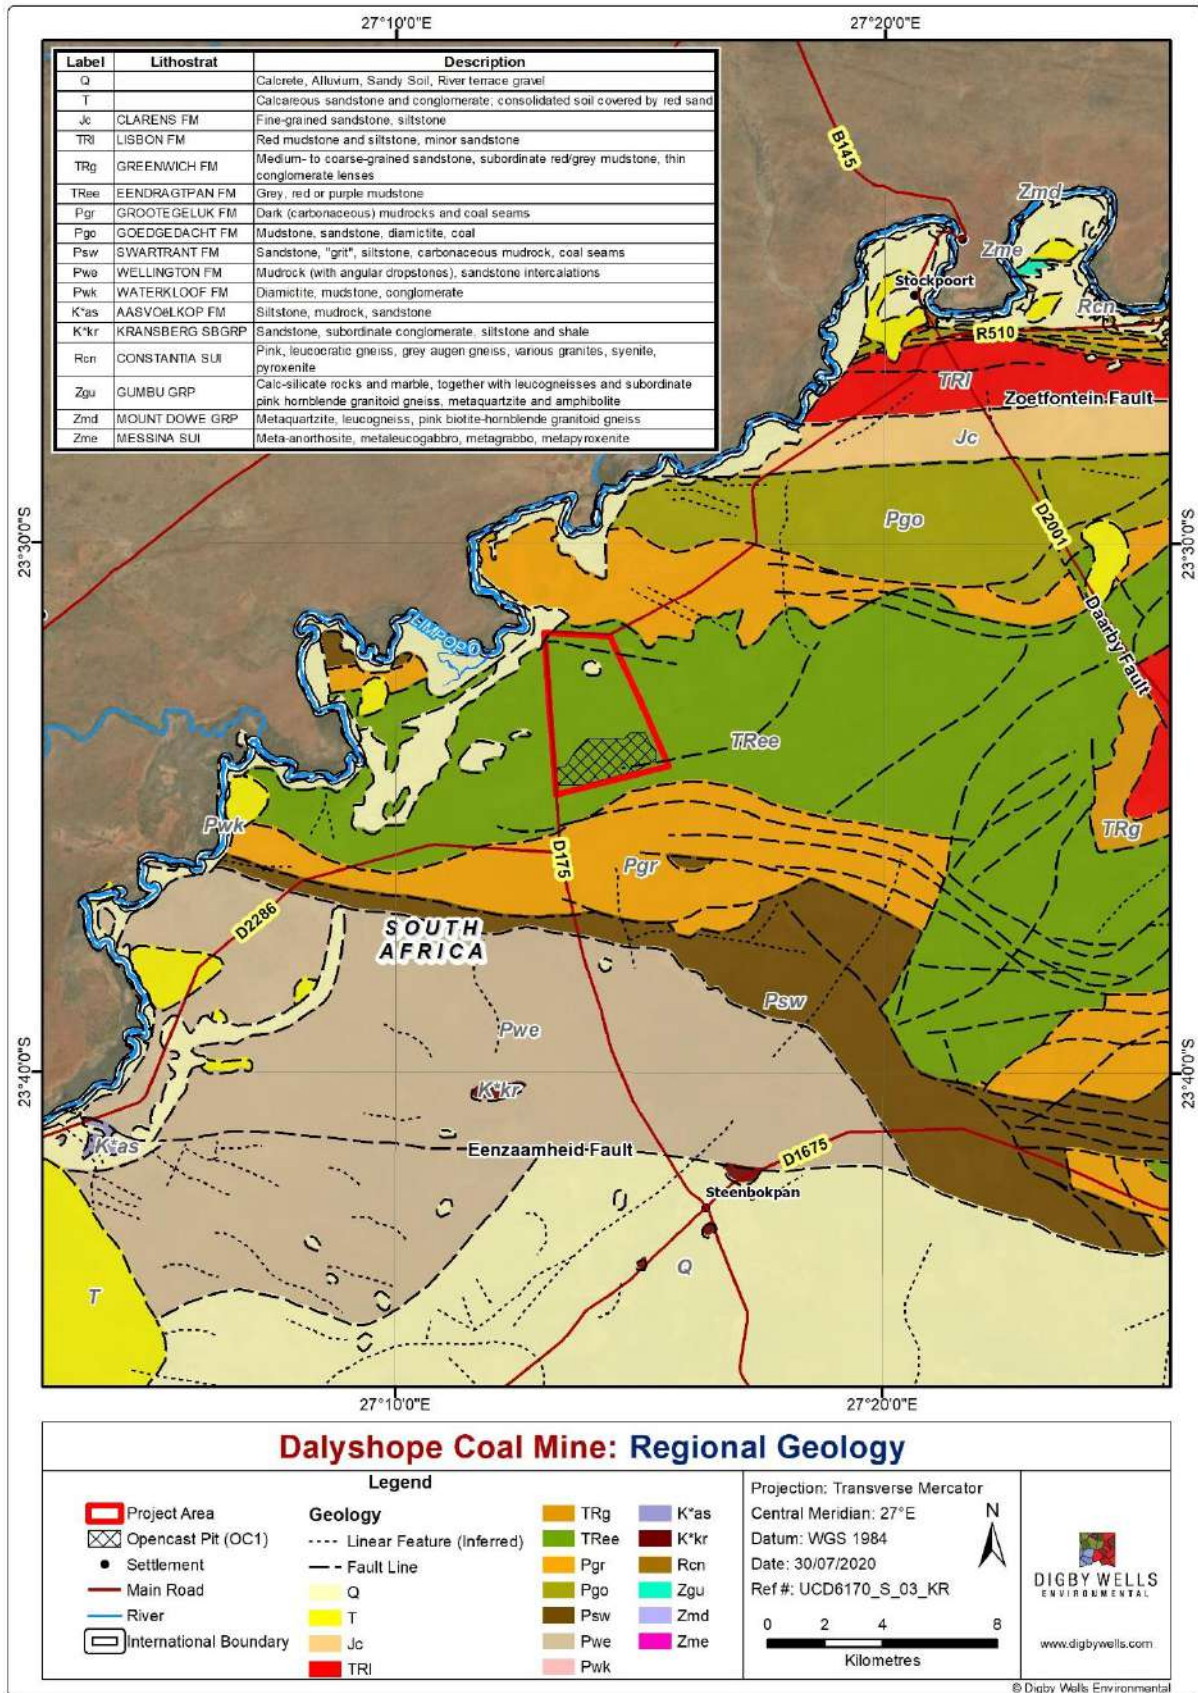 27°10'0"E 27°20'0"E
Label Lithostrat Description
Q Calcrete, Alluvium, Sandy Soil, River terrace gravel
T Calcareous sandstone and conglomerate; consolidated soil covered by red sand
Jc CLARENS FM Fine-grained sandstone, siltstone
TRl LISBON FM Red mudstone and siltstone, minor sandstone
TRg GREENWICH FM Medium- to coarse-grained sandstone, subordinate red/grey mudstone, thin
conglomerate lenses
TRee EENDRAGTPAN FM Grey, red or purple mudstone
Pgr GROOTEGELUK FM Dark (carbonaceous) mudrocks and coal seams
Pgo GOEDGEDACHT FM Mudstone, sandstone, diamictite, coal
Psw SWARTRANT FM Sandstone, "grit", siltstone, carbonaceous mudrock, coal seams
Pwe WELLINGTON FM Mudrock (with angular dropstones), sandstone intercalations
Pwk WATERKLOOF FM Diamictite, mudstone, conglomerate
K*as AASVOëLKOP FM Siltstone, mudrock, sandstone
K*kr KRANSBERG SBGRP Sandstone, subordinate conglomerate, siltstone and shale
Rcn CONSTANTIA SUI Pink, leucocratic gneiss, grey augen gneiss, various granites, syenite,
pyroxenite
Zgu GUMBU GRP Calc-silicate rocks and marble, together with leucogneisses and subordinate
pink hornblende granitoid gneiss, metaquartzite and amphibolite
Zmd MOUNT DOWE GRP Metaquartzite, leucogneiss, pink biotite-hornblende granitoid gneiss
Zme MESSINA SUI Meta-anorthosite, metaleucogabbro, metagrabbo, metapyroxenite
B145
Zmd
Zme
Stockpoort
Rcn
R510
TRl
Zoetfontein Fault
Jc
Pgo
D2001
23°30'0"S 23°30'0"S
LIMPOPO
Daarby Fault
TRee
TRg
Pwk
D175
Pgr
D2286
SOUTH
AFRICA
Psw
Pwe
23°40'0"S 23°40'0"S
K*kr
K*as
Eenzaamheid Fault
D1675
Steenbokpan
Q
T
27°10'0"E 27°20'0"E
Dalyshope Coal Mine: Regional Geology
Legend
Project Area
Opencast Pit (OC1)
Settlement
Main Road
River
International Boundary
Geology
Linear Feature (Inferred)
Fault Line
Q
T
Jc
TRl
TRg
TRee
Pgr
Pgo
Psw
Pwe
Pwk
K*as
K*kr
Rcn
Zgu
Zmd
Zme
Projection: Transverse Mercator
Central Meridian: 27°E
Datum: WGS 1984
Date: 30/07/2020
Ref #: UCD6170_S_03_KR
N
0 2 4 8
Kilometres
DIGBY WELLS
ENVIRONMENTAL
www.digbywells.com
© Digby Wells Environmental